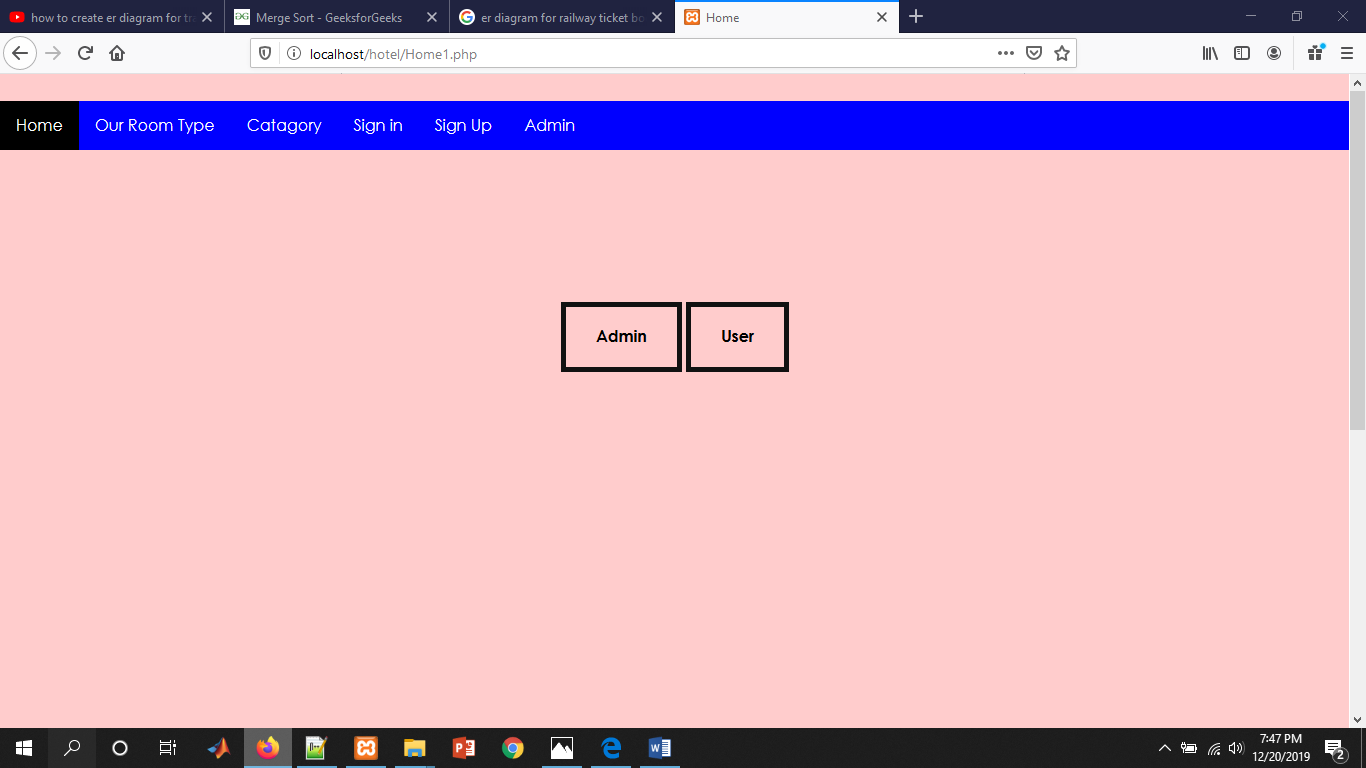 how to create er diagram for tra
Merge Sort - GeeksforGeeks
er diagram for railway ticket bo
Home
localhost/hotel/Home1.php
Home Our Room Type Catagory Sign in Sign Up Admin
Admin User
7:47 PM
12/20/2019
2